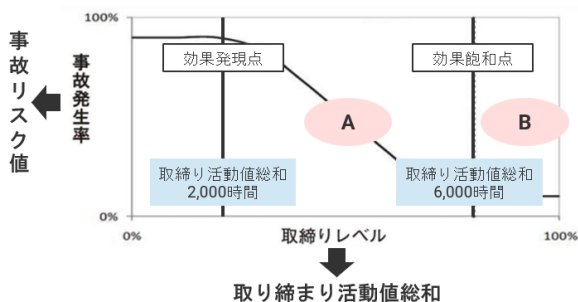 事故リスク値
事故発生率
100%
効果発現点
効果飽和点
A
B
取締り活動値総和
2,000時間
取締り活動値総和
6,000時間
0%
0%
取締りレベル
100%
取り締まり活動値総和